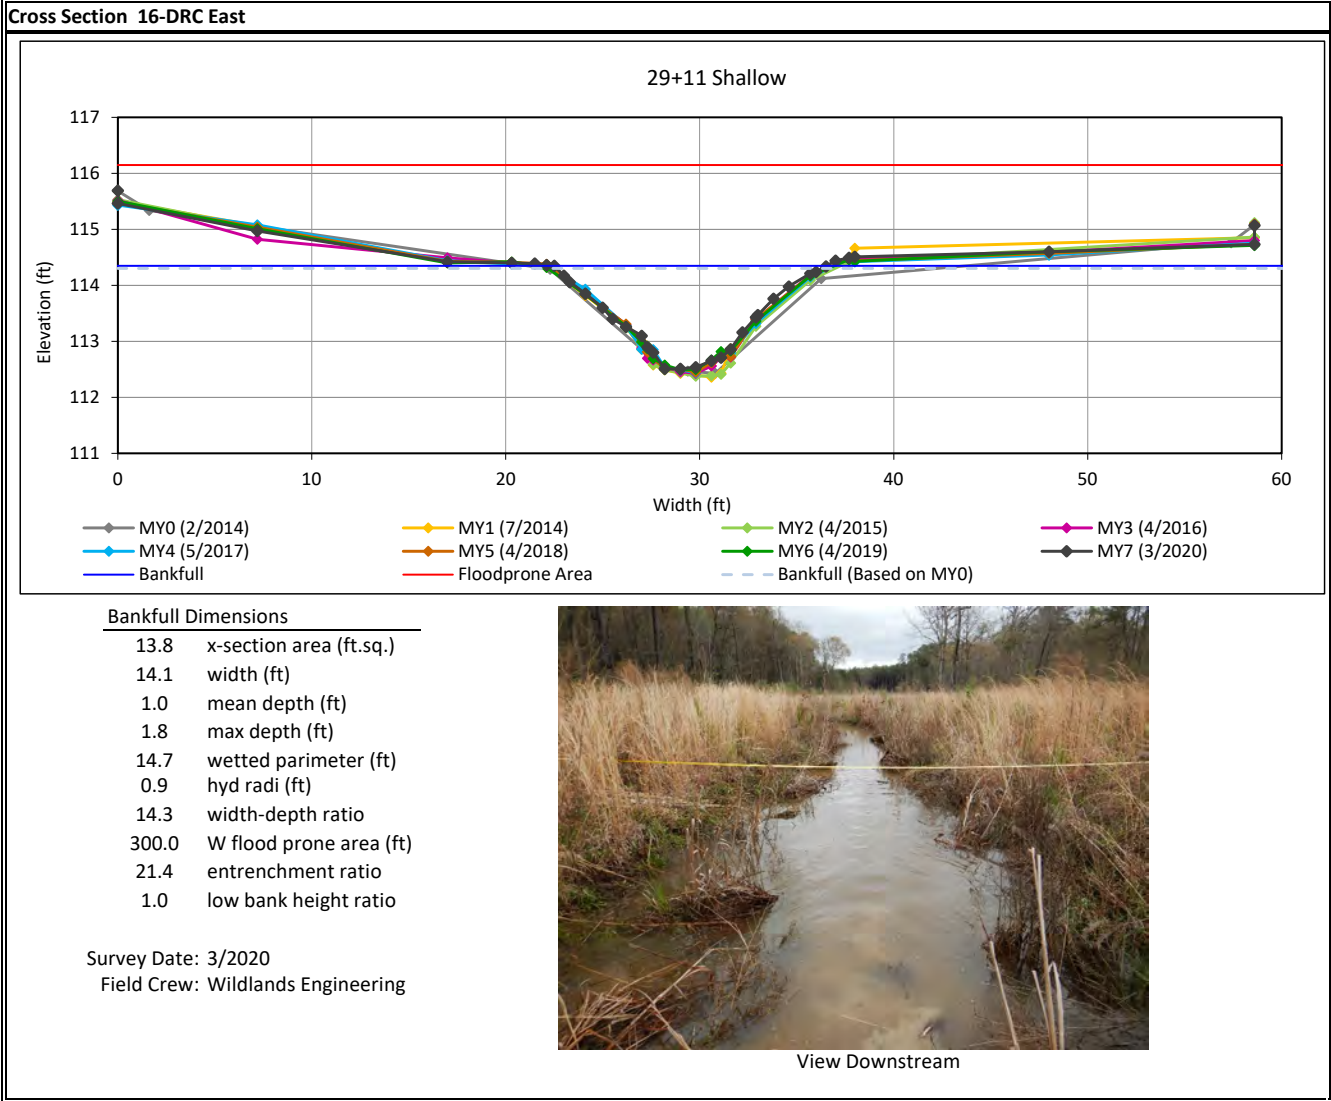 Cross Section 16-DRC East
29+11 Shallow
117
116
115
114
113
112
111
Elevation (ft)
0 10 20 30 40 50 60
Width (ft)
MY0 (2/2014) MY1 (7/2014) MY2 (4/2015) MY3 (4/2016)
MY4 (5/2017) MY5 (4/2018) MY6 (4/2019) MY7 (3/2020)
Bankfull Floodprone Area Bankfull (Based on MY0)
Bankfull Dimensions
13.8 x-section area (ft.sq.)
14.1 width (ft)
1.0 mean depth (ft)
1.8 max depth (ft)
14.7 wetted parimeter (ft)
0.9 hyd radi (ft)
14.3 width-depth ratio
300.0 W flood prone area (ft)
21.4 entrenchment ratio
1.0 low bank height ratio
Survey Date: 3/2020
Field Crew: Wildlands Engineering
View Downstream